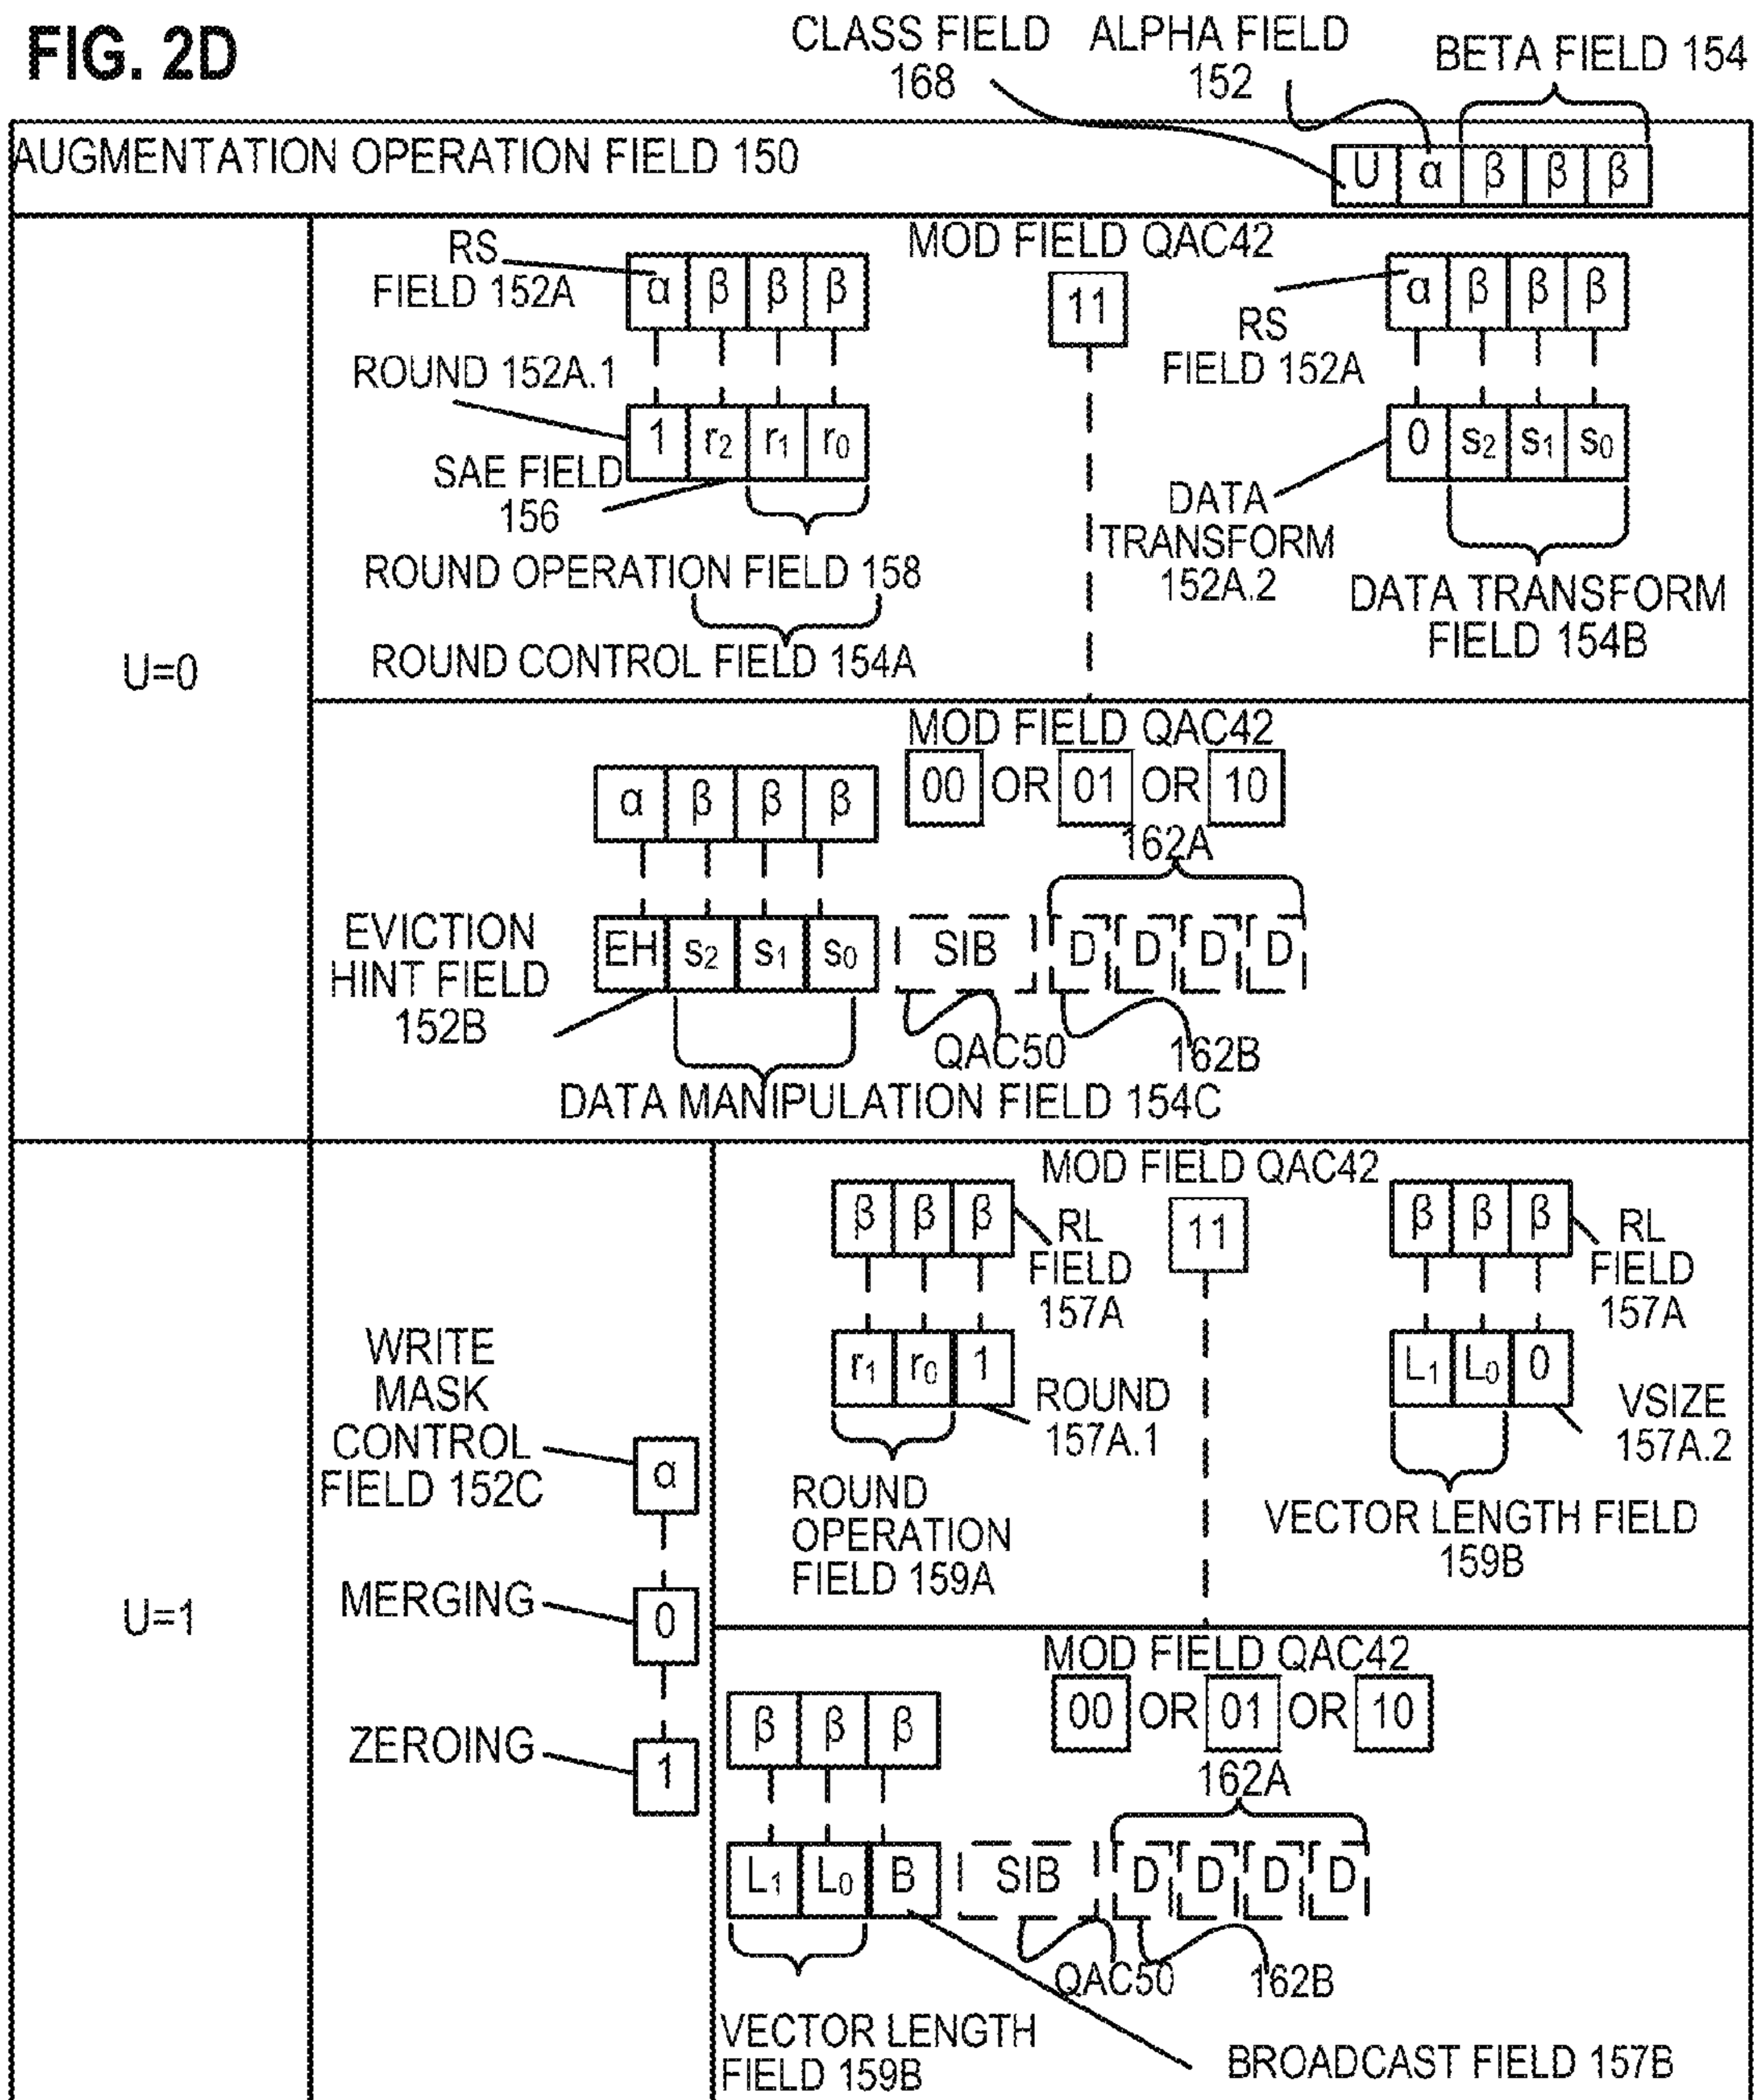 FIG. 2D
CLASS FIELD
168
ALPHA FIELD
152
BETA FIELD 154
AUGMENTATION OPERATION FIELD 150
U α β β β
U=0
MOD FIELD QAC42
11
RS
FIELD 152A
α β β β
ROUND 152A.1
1 r2 r1 r0
SAE FIELD
156
ROUND OPERATION FIELD 158
ROUND CONTROL FIELD 154A
α β β β
RS
FIELD 152A
0 s2 s1 s0
DATA
TRANSFORM
152A.2
DATA TRANSFORM
FIELD 154B
MOD FIELD QAC42
00 OR 01 OR 10
α β β β
162A
EVICTION
HINT FIELD
152B
EH s2 s1 s0 SIB D D D D
QAC50
162B
DATA MANIPULATION FIELD 154C
U=1
WRITE
MASK
CONTROL
FIELD 152C
α
MERGING
0
ZEROING
1
MOD FIELD QAC42
11
β β β
RL
FIELD
157A
r1 r0 1
ROUND
157A.1
ROUND
OPERATION
FIELD 159A
β β β
RL
FIELD
157A
L1 L0 0
VSIZE
157A.2
VECTOR LENGTH FIELD
159B
MOD FIELD QAC42
00 OR 01 OR 10
β β β
162A
L1 L0 B SIB D D D D
QAC50
162B
VECTOR LENGTH
FIELD 159B
BROADCAST FIELD 157B